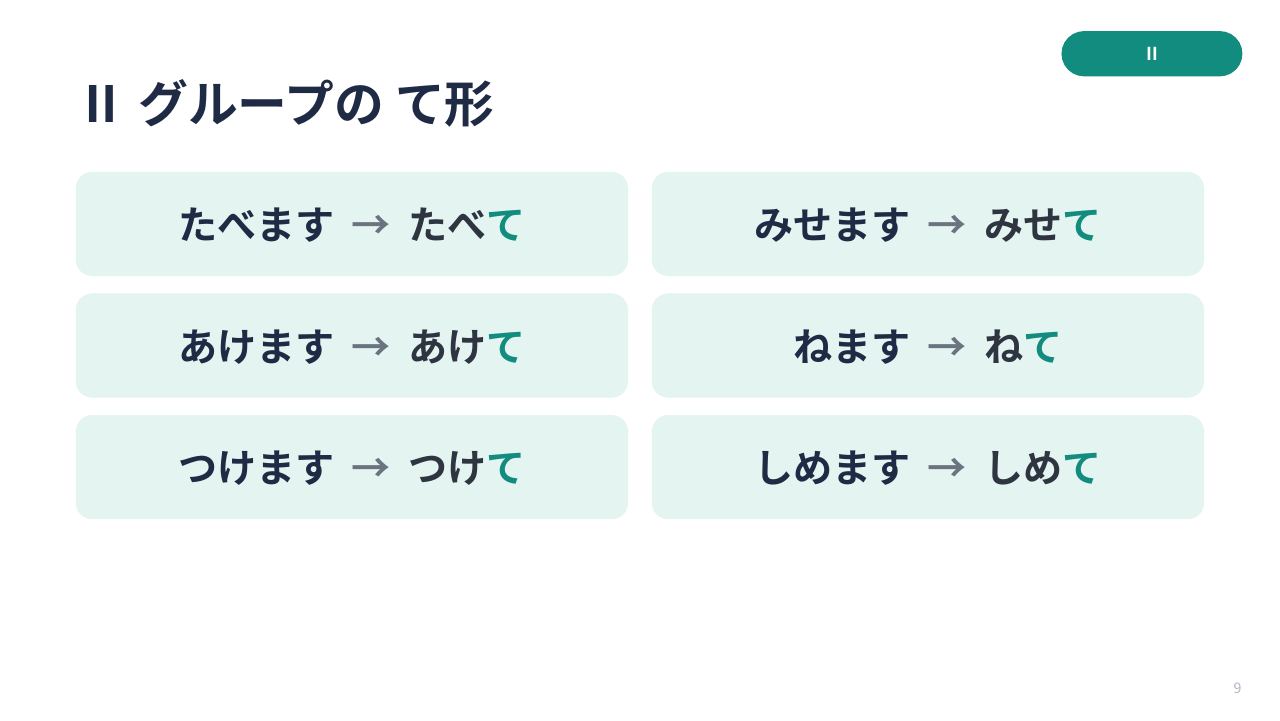 II
II グループの て形
たべます → たべて
みせます → みせて
あけます → あけて
ねます → ねて
つけます → つけて
しめます → しめて
9